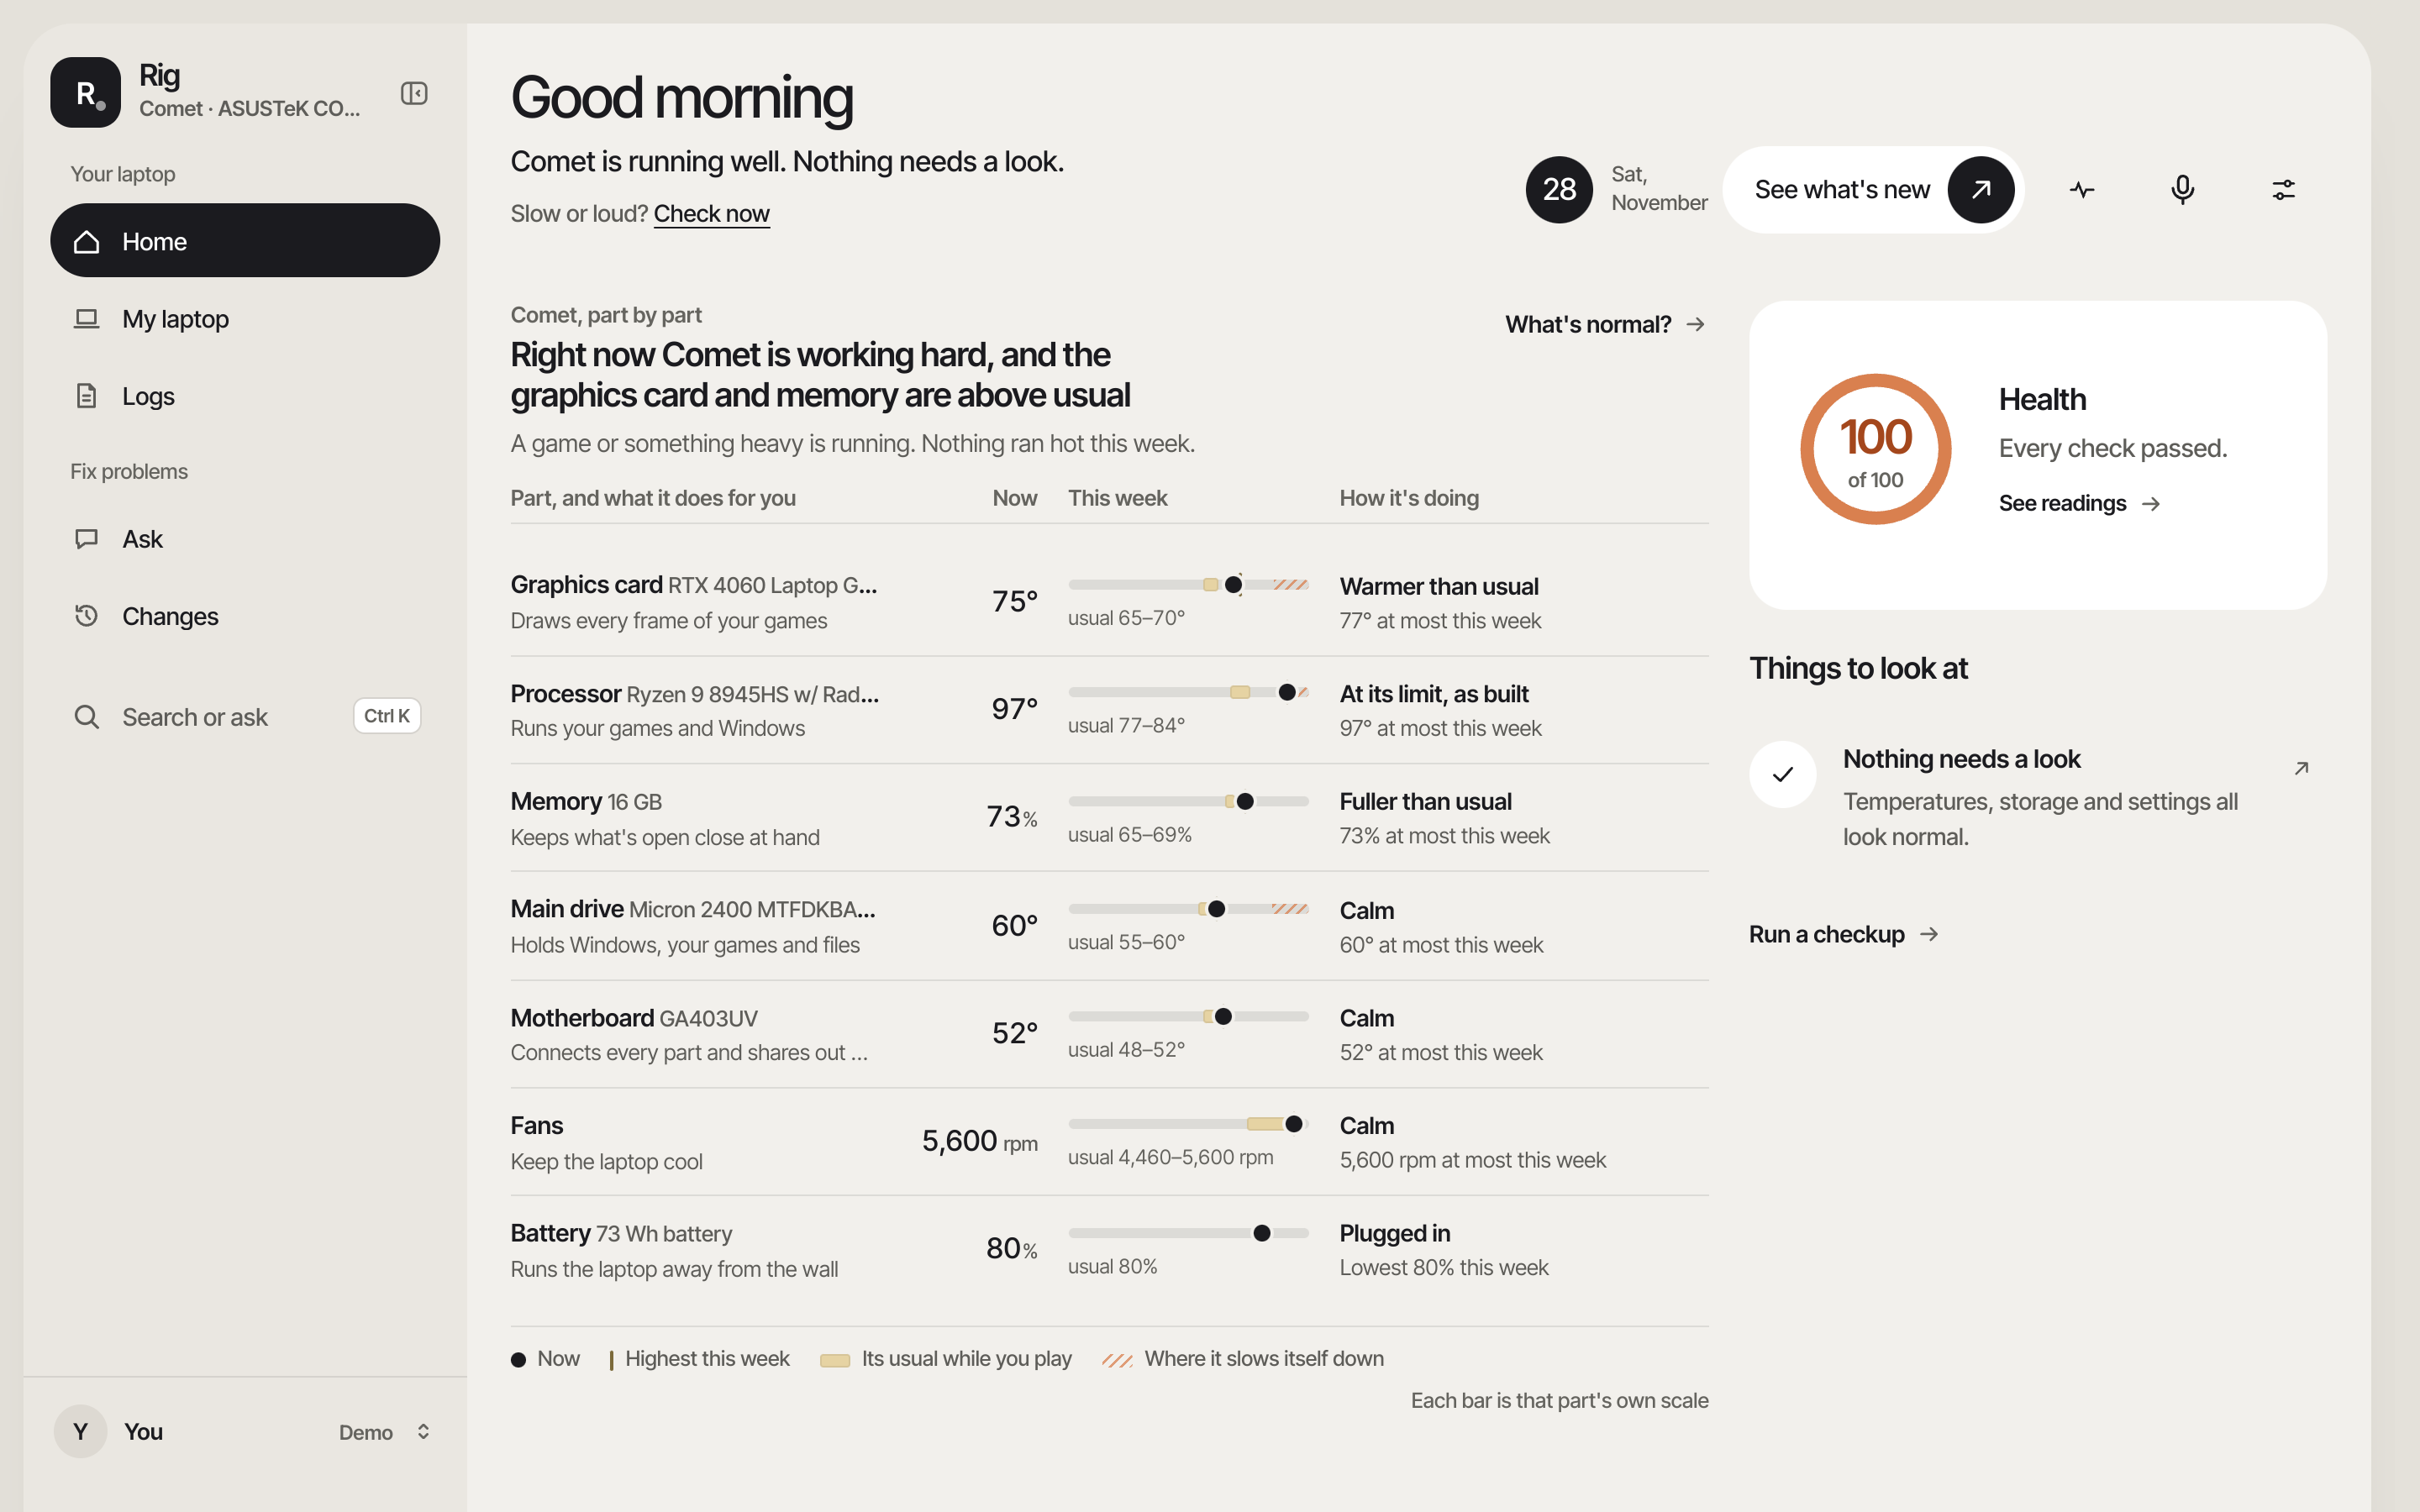 R.
Rig
Comet · ASUSTeK CO...
Your laptop
Home
My laptop
Logs
Fix problems
Ask
Changes
Search or ask
Ctrl K
Y
You
Demo
Good morning
Comet is running well. Nothing needs a look.
Slow or loud? Check now
28
Sat,
November
See what's new
Comet, part by part
Right now Comet is working hard, and the
graphics card and memory are above usual
A game or something heavy is running. Nothing ran hot this week.
What's normal?
Part, and what it does for you
Now
This week
How it's doing
Graphics card RTX 4060 Laptop G...
Draws every frame of your games
75°
usual 65–70°
Warmer than usual
77° at most this week
Processor Ryzen 9 8945HS w/ Rad...
Runs your games and Windows
97°
usual 77–84°
At its limit, as built
97° at most this week
Memory 16 GB
Keeps what's open close at hand
73%
usual 65–69%
Fuller than usual
73% at most this week
Main drive Micron 2400 MTFDKBA...
Holds Windows, your games and files
60°
usual 55–60°
Calm
60° at most this week
Motherboard GA403UV
Connects every part and shares out ...
52°
usual 48–52°
Calm
52° at most this week
Fans
Keep the laptop cool
5,600 rpm
usual 4,460–5,600 rpm
Calm
5,600 rpm at most this week
Battery 73 Wh battery
Runs the laptop away from the wall
80%
usual 80%
Plugged in
Lowest 80% this week
Now
Highest this week
Its usual while you play
Where it slows itself down
Each bar is that part's own scale
100
of 100
Health
Every check passed.
See readings
Things to look at
Nothing needs a look
Temperatures, storage and settings all
look normal.
Run a checkup